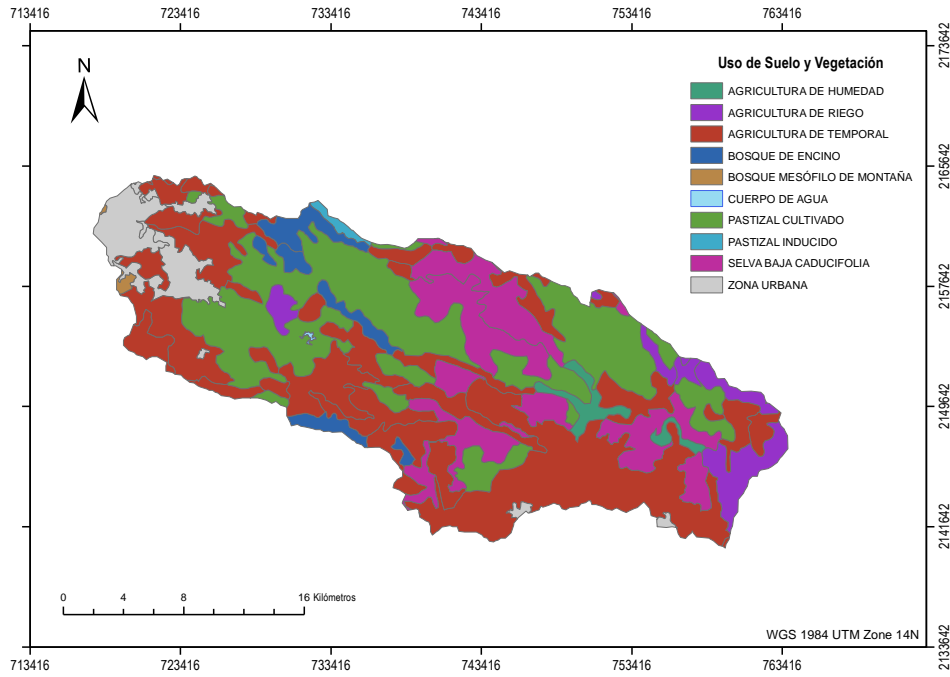 713416 723416 733416 743416 753416 763416
2173642
2165642
2157642
2149642
2141642
2133642
N
Uso de Suelo y Vegetación
AGRICULTURA DE HUMEDAD
AGRICULTURA DE RIEGO
AGRICULTURA DE TEMPORAL
BOSQUE DE ENCINO
BOSQUE MESÓFILO DE MONTAÑA
CUERPO DE AGUA
PASTIZAL CULTIVADO
PASTIZAL INDUCIDO
SELVA BAJA CADUCIFOLIA
ZONA URBANA
0 4 8 16 Kilómetros
WGS 1984 UTM Zone 14N
713416 723416 733416 743416 753416 763416